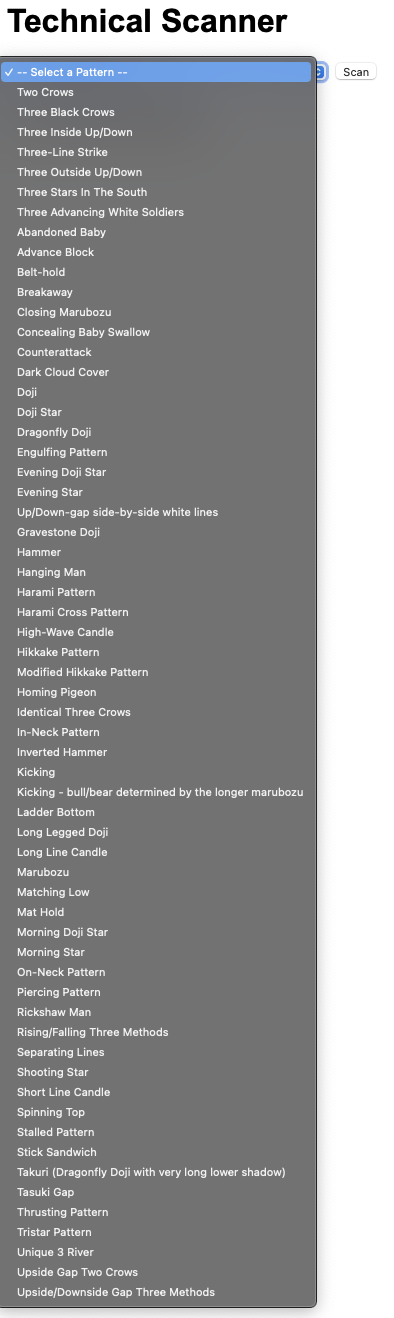 Technical Scanner
✓ -- Select a Pattern -- Scan
Two Crows
Three Black Crows
Three Inside Up/Down
Three-Line Strike
Three Outside Up/Down
Three Stars In The South
Three Advancing White Soldiers
Abandoned Baby
Advance Block
Belt-hold
Breakaway
Closing Marubozu
Concealing Baby Swallow
Counterattack
Dark Cloud Cover
Doji
Doji Star
Dragonfly Doji
Engulfing Pattern
Evening Doji Star
Evening Star
Up/Down-gap side-by-side white lines
Gravestone Doji
Hammer
Hanging Man
Harami Pattern
Harami Cross Pattern
High-Wave Candle
Hikkake Pattern
Modified Hikkake Pattern
Homing Pigeon
Identical Three Crows
In-Neck Pattern
Inverted Hammer
Kicking
Kicking - bull/bear determined by the longer marubozu
Ladder Bottom
Long Legged Doji
Long Line Candle
Marubozu
Matching Low
Mat Hold
Morning Doji Star
Morning Star
On-Neck Pattern
Piercing Pattern
Rickshaw Man
Rising/Falling Three Methods
Separating Lines
Shooting Star
Short Line Candle
Spinning Top
Stalled Pattern
Stick Sandwich
Takuri (Dragonfly Doji with very long lower shadow)
Tasuki Gap
Thrusting Pattern
Tristar Pattern
Unique 3 River
Upside Gap Two Crows
Upside/Downside Gap Three Methods